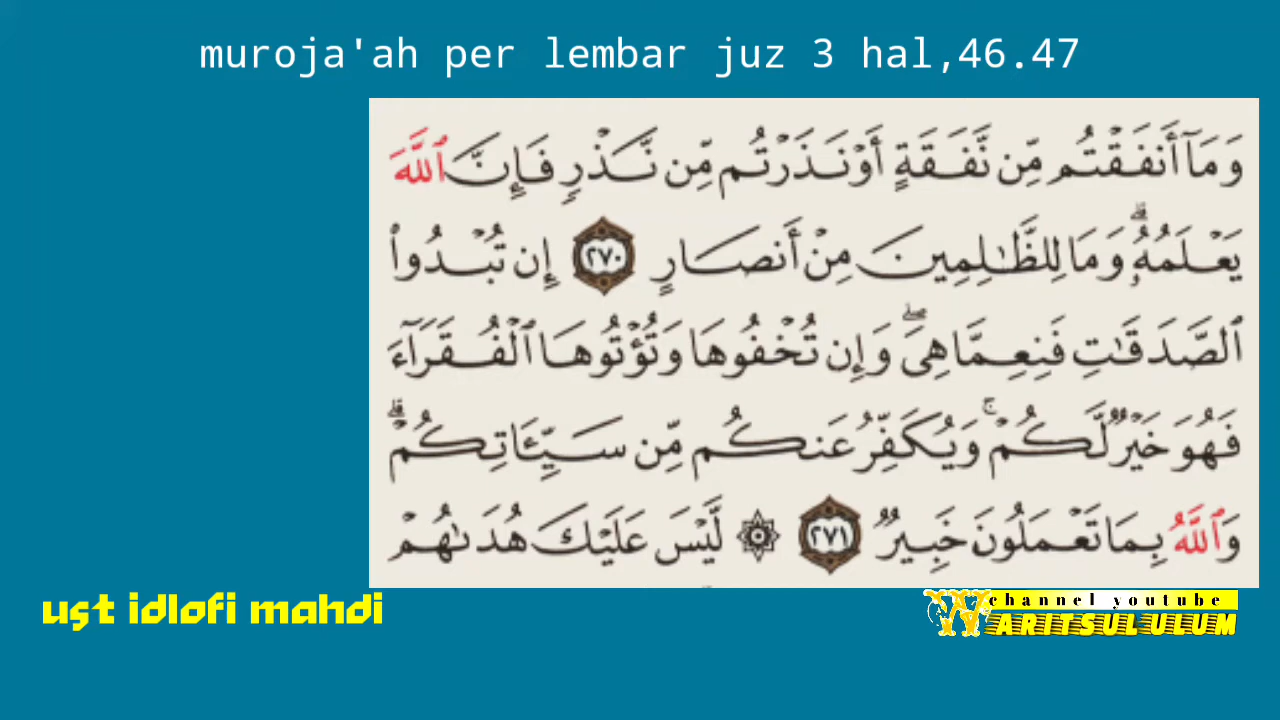 muroja'ah per lembar juz 3 hal,46.47
وَمَآ أَنفَقْتُم مِّن نَّفَقَةٍ أَوْ نَذَرْتُم مِّن نَّذْرٍ فَإِنَّ ٱللَّهَ
يَعْلَمُهُۥ ۗ وَمَا لِلظَّٰلِمِينَ مِنْ أَنصَارٍ ٢٧٠ إِن تُبْدُوا۟
ٱلصَّدَقَٰتِ فَنِعِمَّا هِىَ ۖ وَإِن تُخْفُوهَا وَتُؤْتُوهَا ٱلْفُقَرَآءَ
فَهُوَ خَيْرٌ لَّكُمْ ۚ وَيُكَفِّرُ عَنكُم مِّن سَيِّـَٔاتِكُمْ ۗ
وَٱللَّهُ بِمَا تَعْمَلُونَ خَبِيرٌ ٢٧١ ۞ لَّيْسَ عَلَيْكَ هُدَىٰهُمْ
ust idlofi mahdi
channel youtube
WARITSUL ULUM